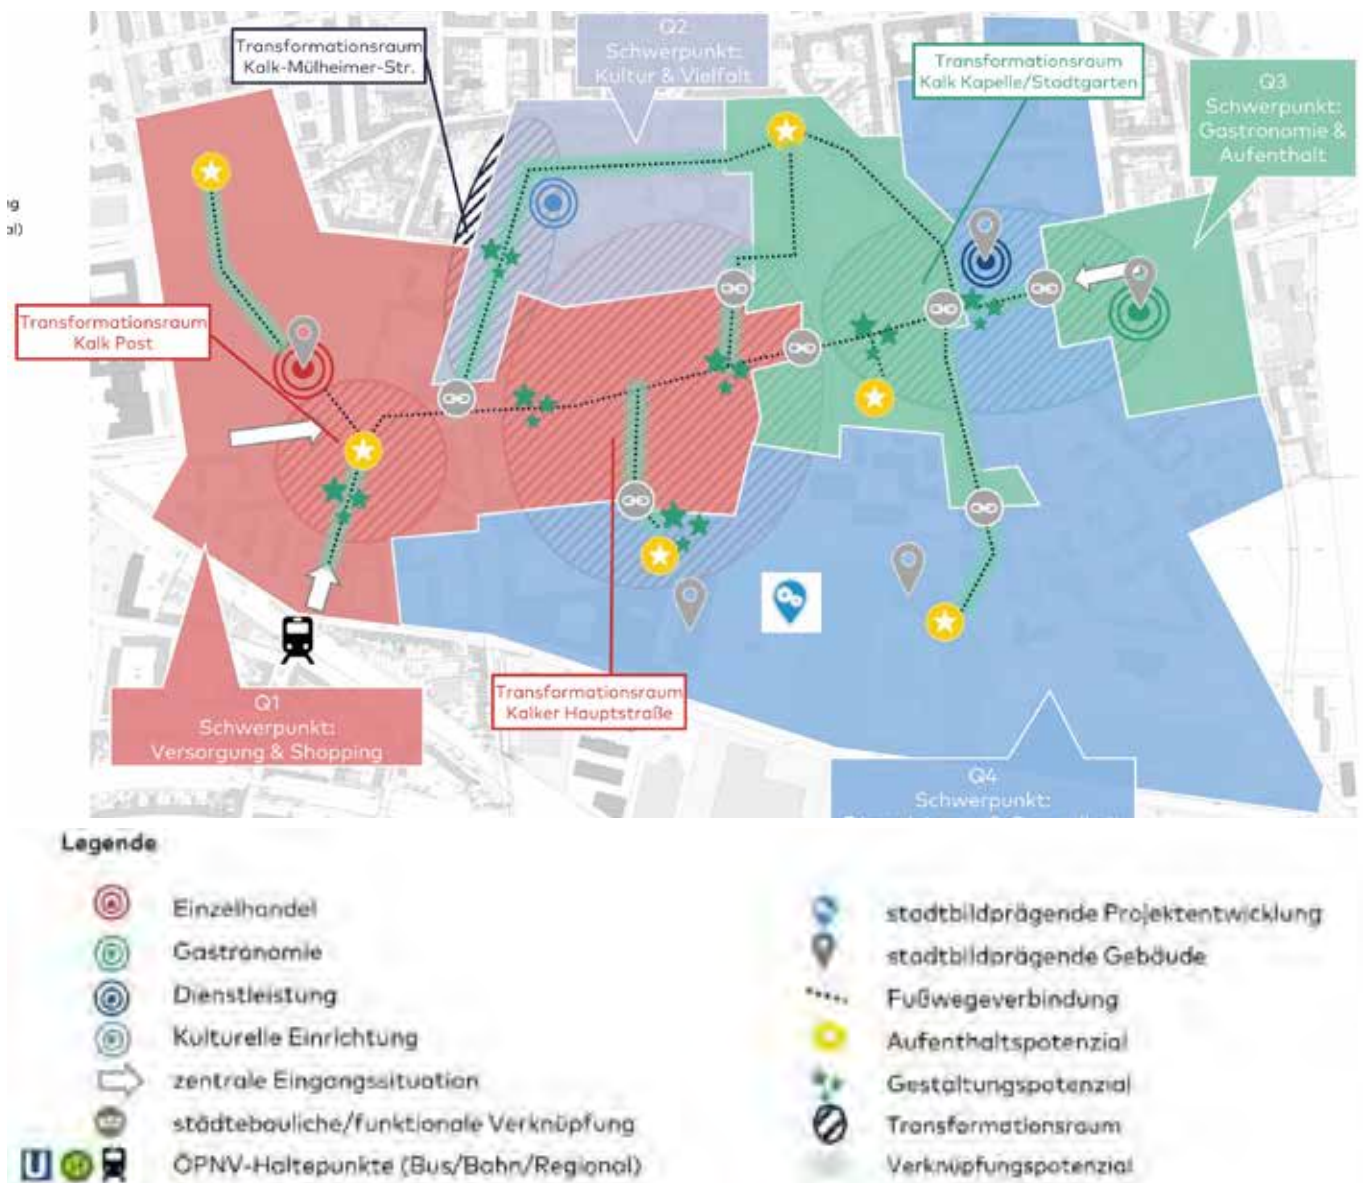 Transformationsraum
Kalk-Mülheimer-Str.
Q2
Schwerpunkt:
Kultur & Vielfalt
Transformationsraum
Kalk Kapelle/Stadtgarten
Q3
Schwerpunkt:
Gastronomie &
Aufenthalt
al)
Transformationsraum
Kalk Post
Transformationsraum
Kalker Hauptstraße
Q1
Schwerpunkt:
Versorgung & Shopping
Q4
Schwerpunkt:
Legende
Einzelhandel
Gastronomie
Dienstleistung
Kulturelle Einrichtung
zentrale Eingangssituation
städtebauliche/funktionale Verknüpfung
U H ÖPNV-Haltepunkte (Bus/Bahn/Regional)
stadtbildprägende Projektentwicklung
stadtbildprägende Gebäude
Fußwegeverbindung
Aufenthaltspotenzial
Gestaltungspotenzial
Transformationsraum
Verknüpfungspotenzial